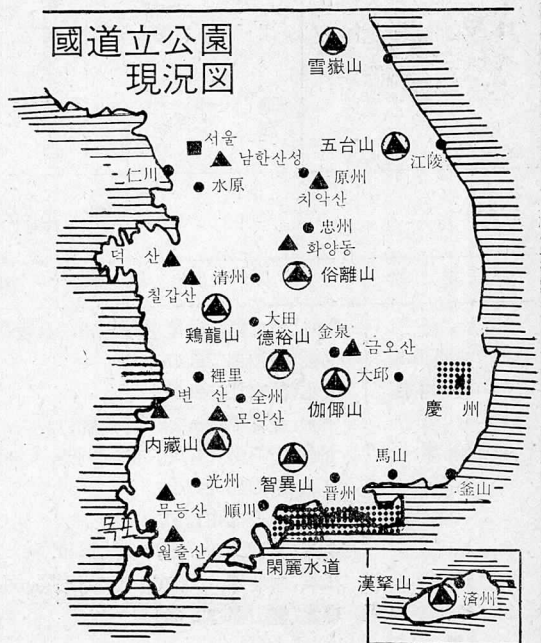 國道立公園
現況図
雪嶽山
五台山
江陵
서울
남한산성
仁川
水原
原州
치악산
忠州
화양동
덕 산
칠갑산
清州
俗離山
鶏龍山
大田
德裕山
金泉
금오산
裡里
全州
伽倻山
大邱
慶 州
변 산
모악산
内藏山
光州
智異山
馬山
晋州
釜山
무등산
順川
목포
월출산
閑麗水道
漢拏山
済州